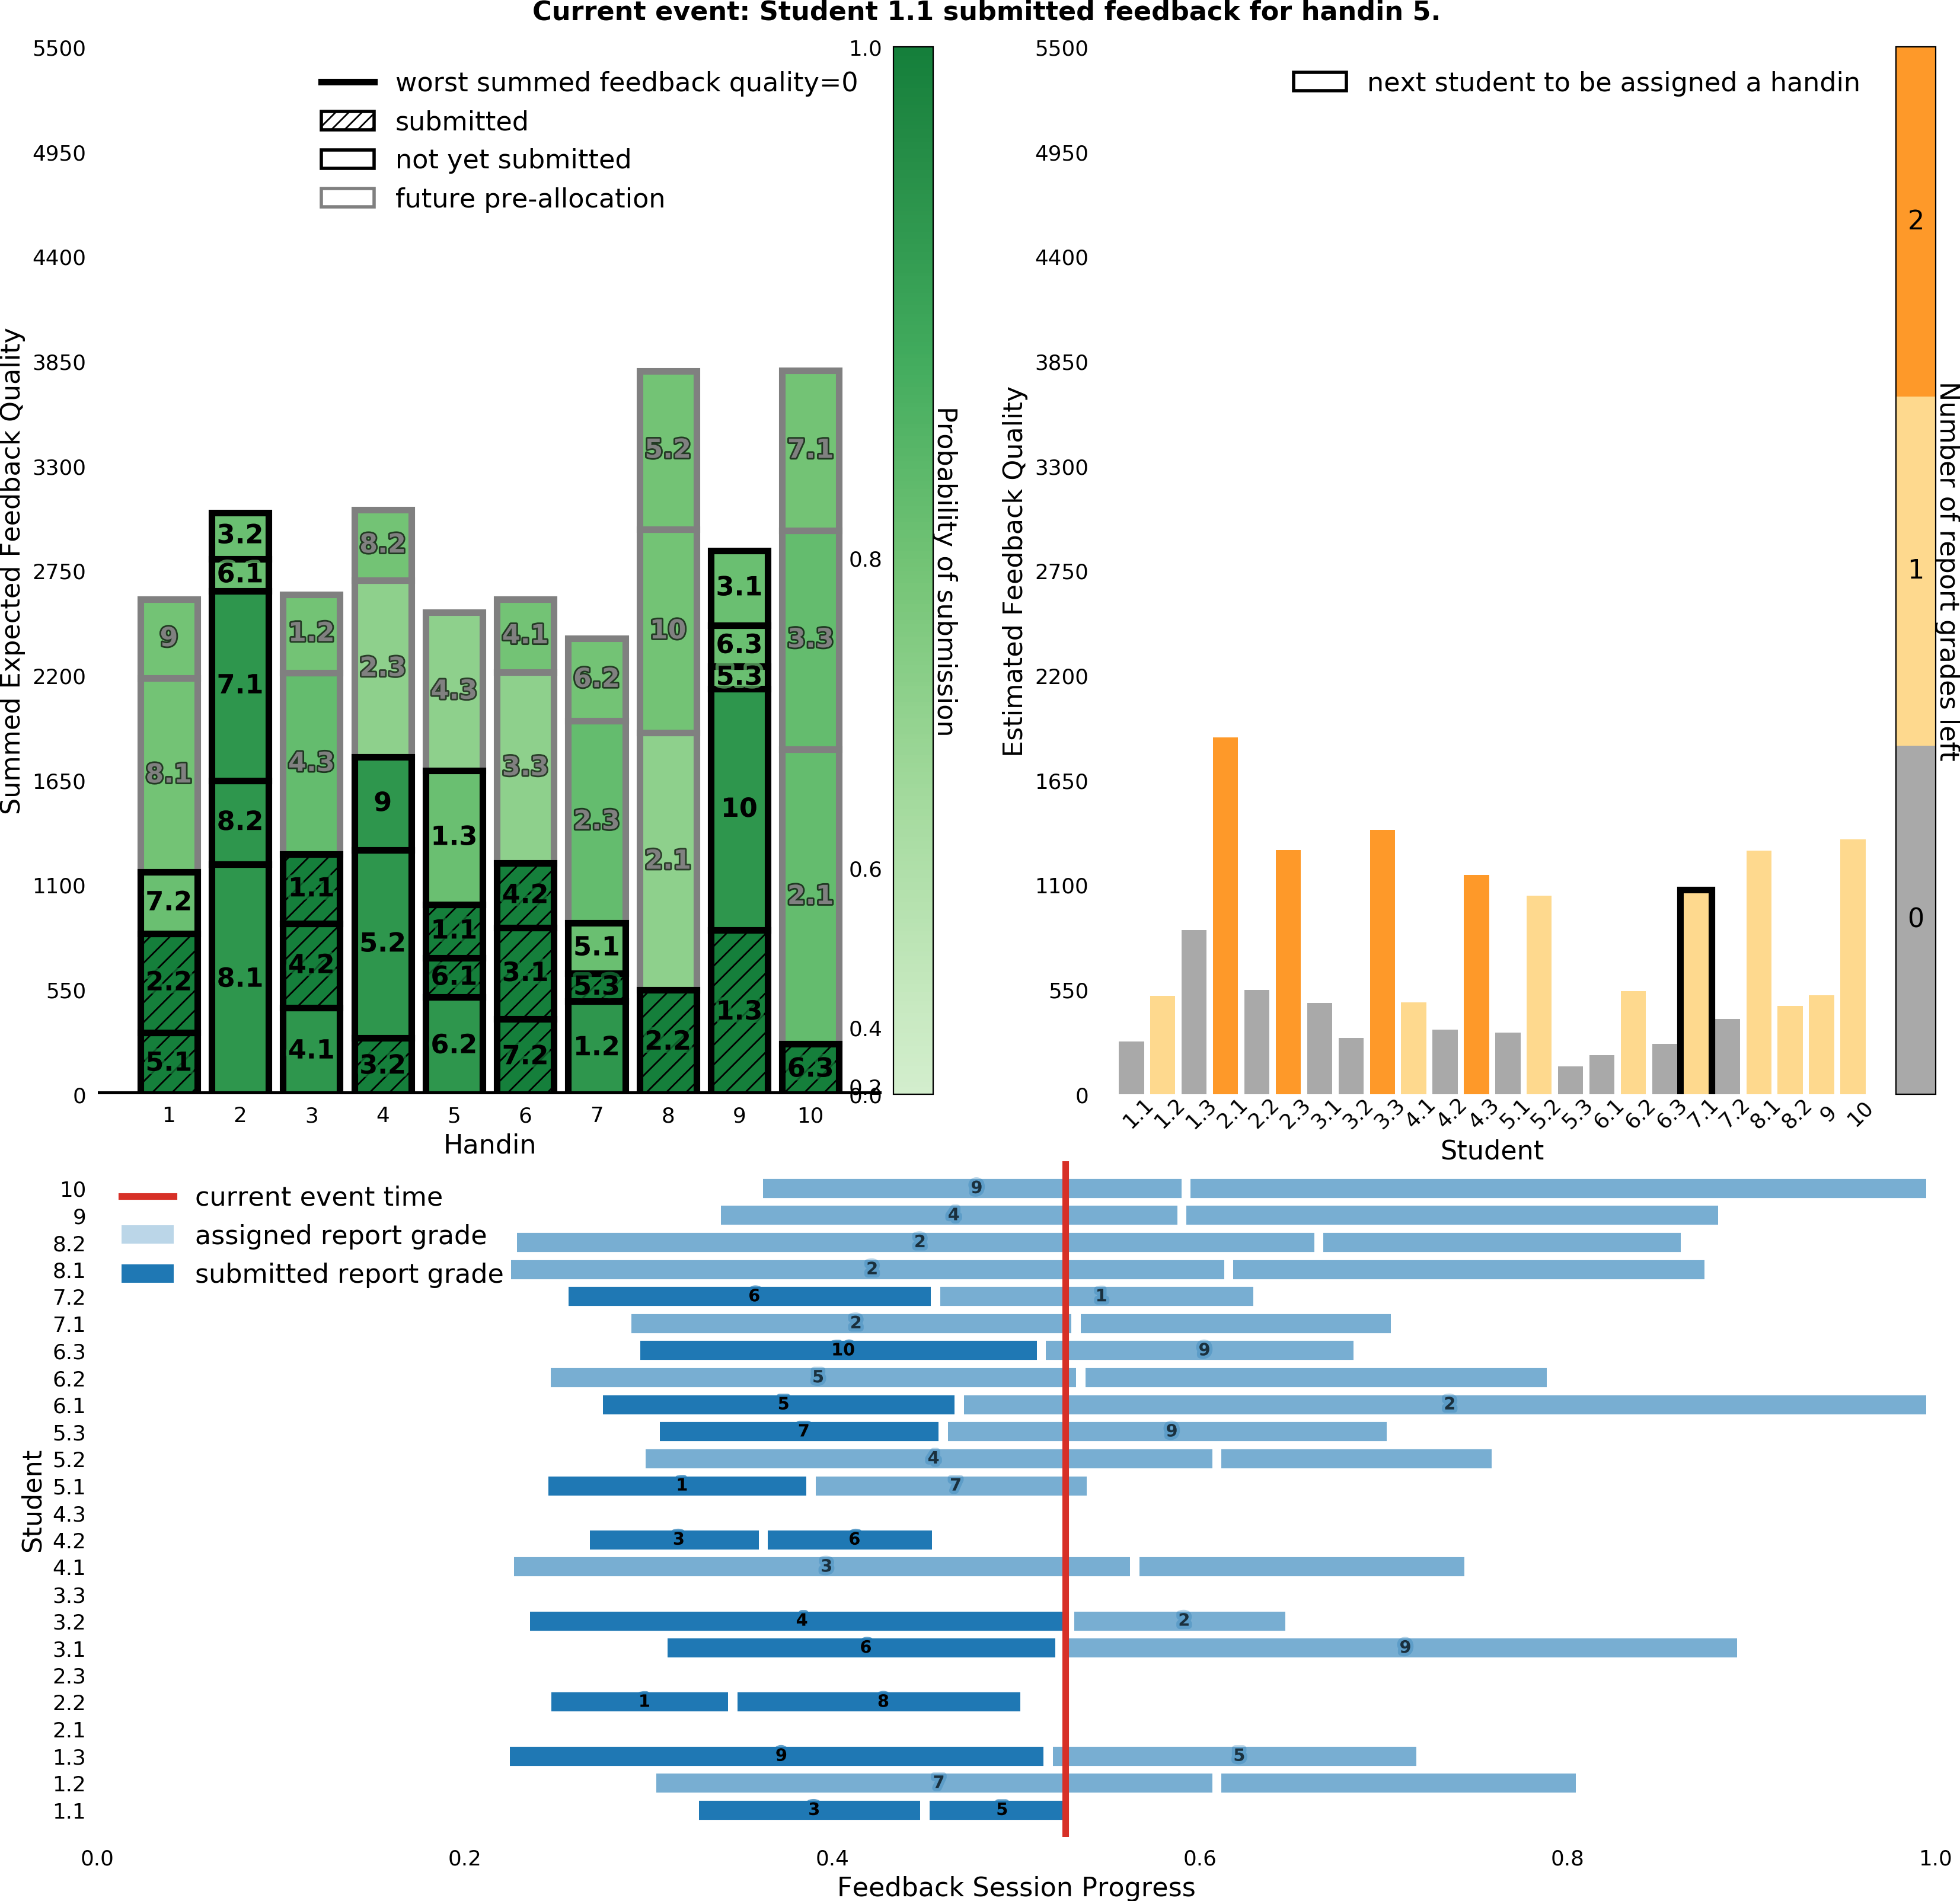 Current event: Student 1.1 submitted feedback for handin 5.
5500
4950
4400
3850
3300
2750
2200
1650
1100
550
0
Summed Expected Feedback Quality
worst summed feedback quality=0
submitted
not yet submitted
future pre-allocation
9
8.1
7.2
2.2
5.1
3.2
6.1
7.1
8.2
8.1
1.2
4.3
1.1
4.2
4.1
8.2
2.3
9
5.2
3.2
4.3
1.3
1.1
6.1
6.2
4.1
3.3
4.2
3.1
7.2
6.2
2.3
5.1
5.3
1.2
5.2
10
2.1
2.2
3.1
6.3
5.3
10
1.3
7.1
3.3
2.1
6.3
1 2 3 4 5 6 7 8 9 10
Handin
1.0
0.8
0.6
0.4
0.2
0.0
Probability of submission
5500
4950
4400
3850
3300
2750
2200
1650
1100
550
0
Estimated Feedback Quality
next student to be assigned a handin
1.1 1.2 1.3 2.1 2.2 2.3 3.1 3.2 3.3 4.1 4.2 4.3 5.1 5.2 5.3 6.1 6.2 6.3 7.1 7.2 8.1 8.2 9 10
Student
2
1
0
Number of report grades left
current event time
assigned report grade
submitted report grade
10 9
9 4
8.2 2
8.1 2
7.2 6 1
7.1 2
6.3 10 9
6.2 5
6.1 5 2
5.3 7 9
5.2 4
5.1 1 7
4.3
4.2 3 6
4.1 3
3.3
3.2 4 2
3.1 6 9
2.3
2.2 1 8
2.1
1.3 9 5
1.2 7
1.1 3 5
Student
0.0 0.2 0.4 0.6 0.8 1.0
Feedback Session Progress